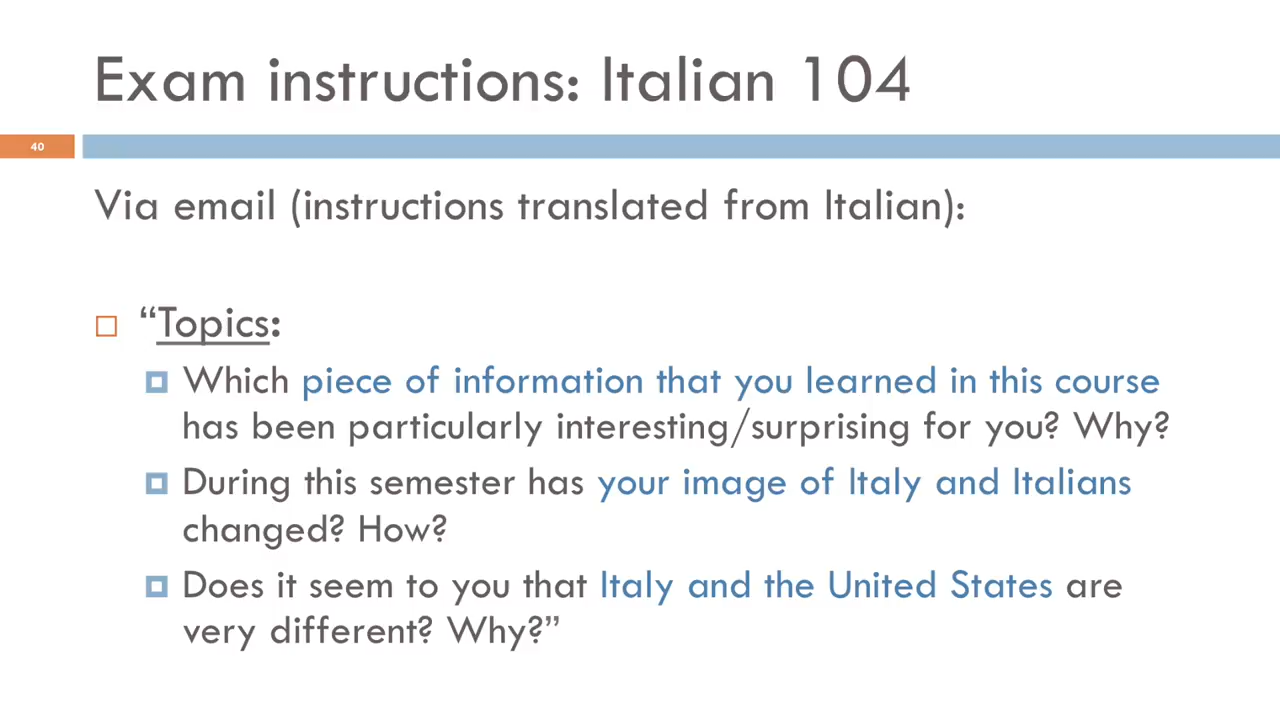 Exam instructions: Italian 104
40
Via email (instructions translated from Italian):
“Topics:
Which piece of information that you learned in this course
has been particularly interesting/surprising for you? Why?
During this semester has your image of Italy and Italians
changed? How?
Does it seem to you that Italy and the United States are
very different? Why?”